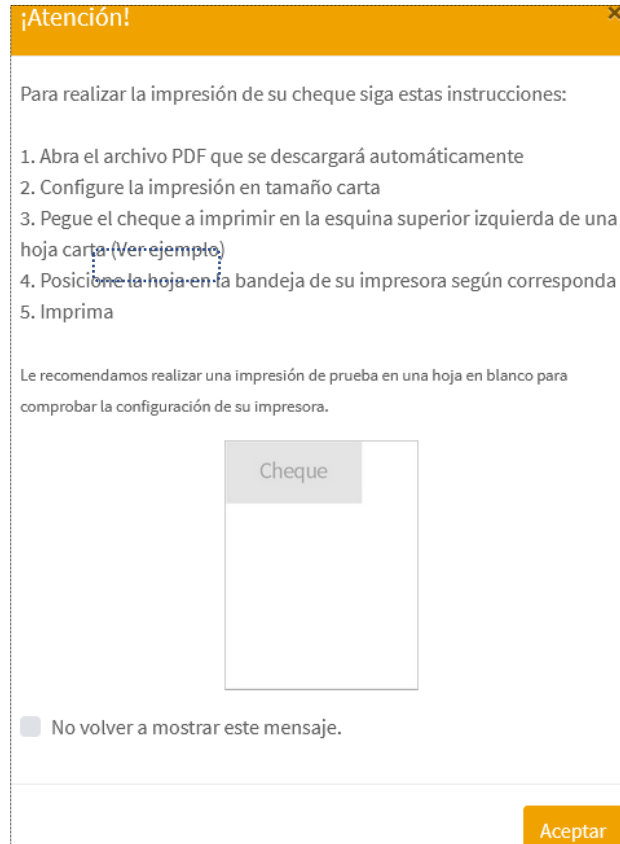 ¡Atención!
×
Para realizar la impresión de su cheque siga estas instrucciones:
1. Abra el archivo PDF que se descargará automáticamente
2. Configure la impresión en tamaño carta
3. Pegue el cheque a imprimir en la esquina superior izquierda de una
hoja carta (Ver ejemplo)
4. Posicione la hoja en la bandeja de su impresora según corresponda
5. Imprima
Le recomendamos realizar una impresión de prueba en una hoja en blanco para
comprobar la configuración de su impresora.
Cheque
No volver a mostrar este mensaje.
Aceptar